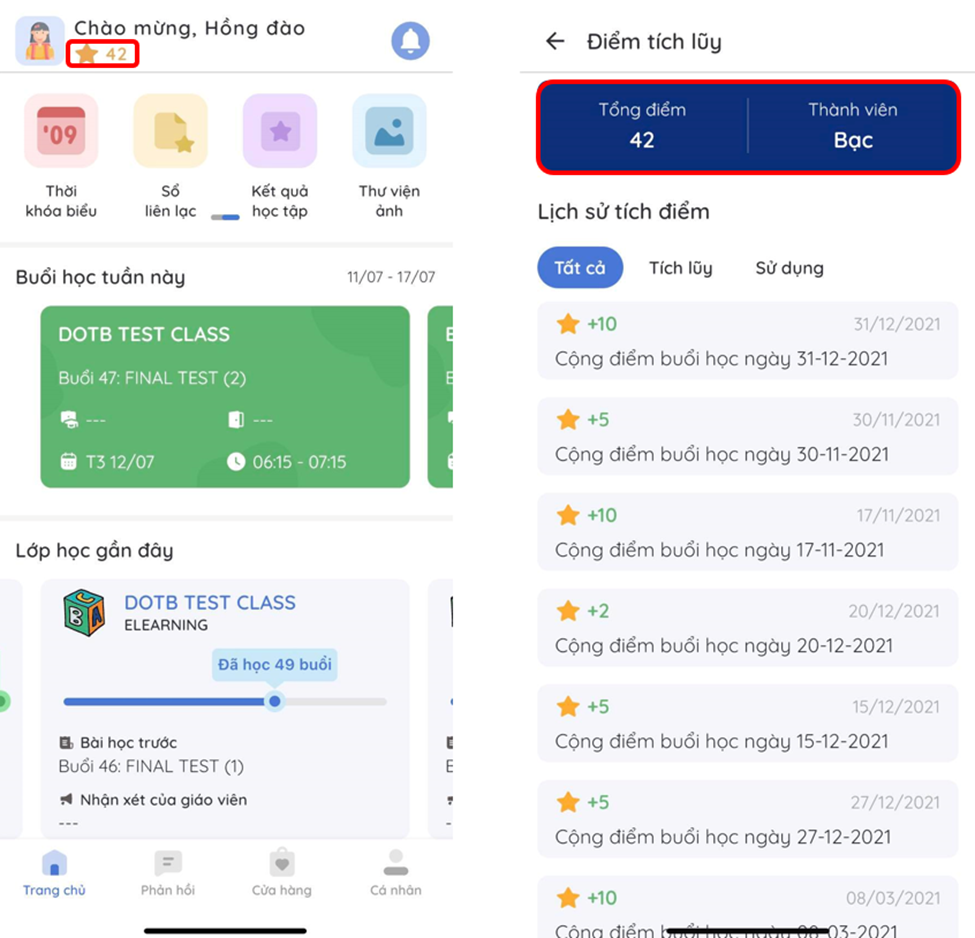 Chào mừng, Hồng đào
42
'09
Thời
khóa biểu
Sổ
liên lạc
Kết quả
học tập
Thư viện
ảnh
Buổi học tuần này
11/07 - 17/07
DOTB TEST CLASS
Buổi 47: FINAL TEST (2)
---
---
T3 12/07
06:15 - 07:15
Lớp học gần đây
DOTB TEST CLASS
ELEARNING
Đã học 49 buổi
Bài học trước
Buổi 46: FINAL TEST (1)
Nhận xét của giáo viên
---
Trang chủ
Phản hồi
Cửa hàng
Cá nhân
Điểm tích lũy
Tổng điểm
42
Thành viên
Bạc
Lịch sử tích điểm
Tất cả
Tích lũy
Sử dụng
+10
31/12/2021
Cộng điểm buổi học ngày 31-12-2021
+5
30/11/2021
Cộng điểm buổi học ngày 30-11-2021
+10
17/11/2021
Cộng điểm buổi học ngày 17-11-2021
+2
20/12/2021
Cộng điểm buổi học ngày 20-12-2021
+5
15/12/2021
Cộng điểm buổi học ngày 15-12-2021
+5
27/12/2021
Cộng điểm buổi học ngày 27-12-2021
+10
08/03/2021
Cộng điểm buổi học ngày 08-03-2021